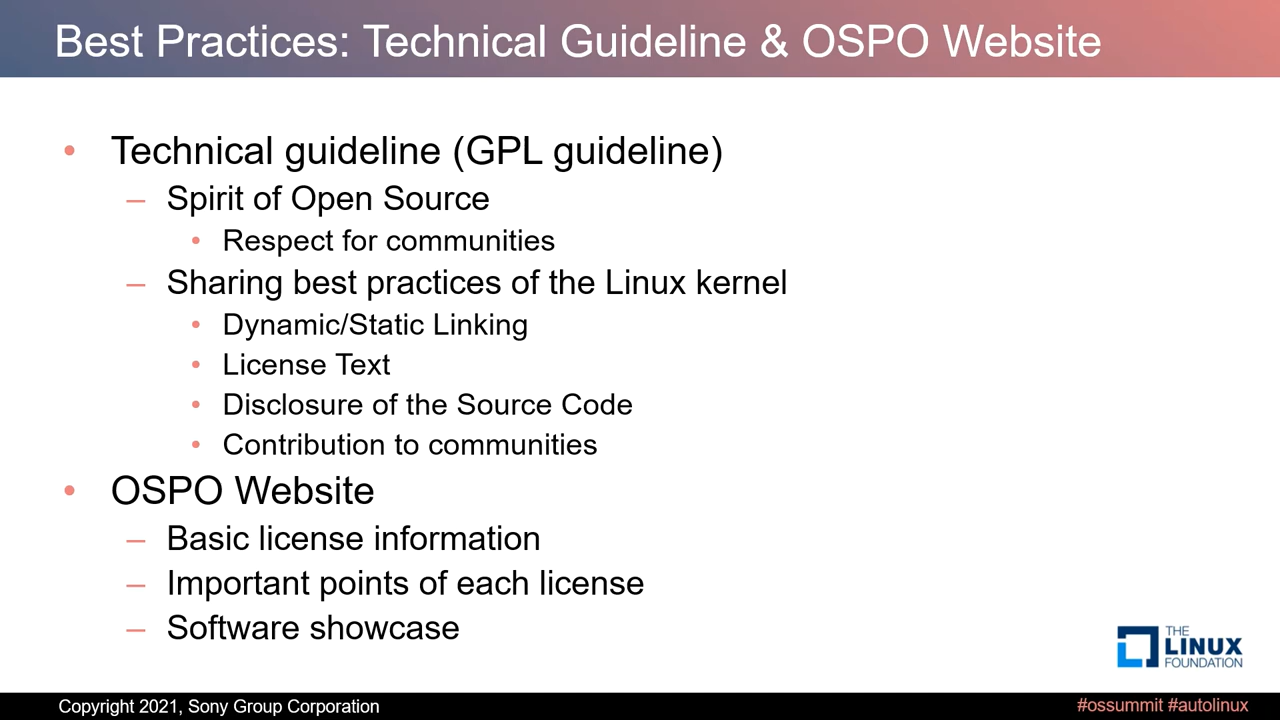 Best Practices: Technical Guideline & OSPO Website
• Technical guideline (GPL guideline)
– Spirit of Open Source
• Respect for communities
– Sharing best practices of the Linux kernel
• Dynamic/Static Linking
• License Text
• Disclosure of the Source Code
• Contribution to communities
• OSPO Website
– Basic license information
– Important points of each license
– Software showcase
THE
LINUX
FOUNDATION
Copyright 2021, Sony Group Corporation
#ossummit #autolinux